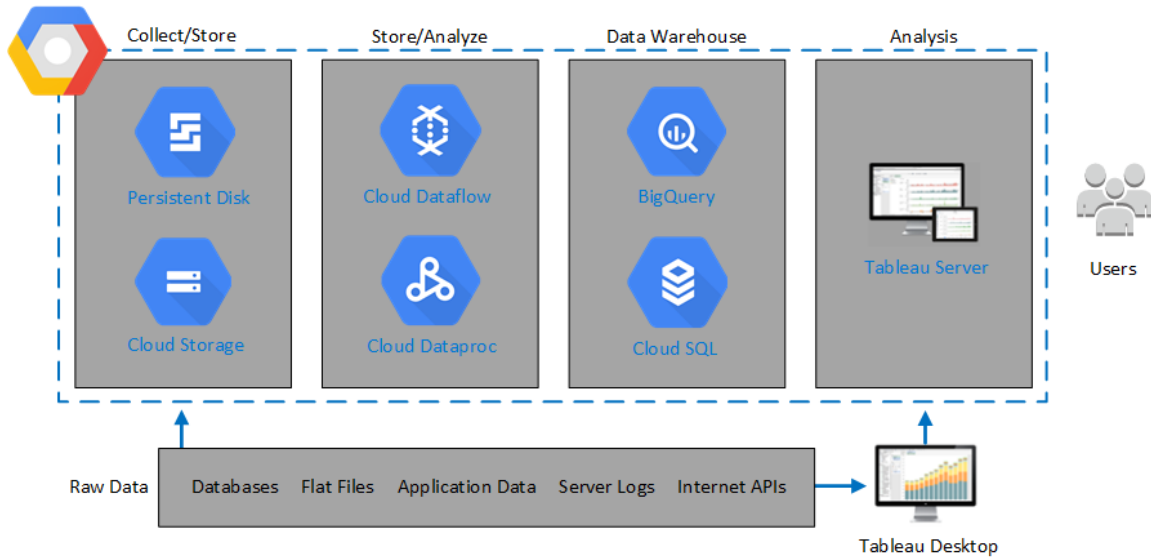 Collect/Store
Store/Analyze
Data Warehouse
Analysis
Persistent Disk
Cloud Dataflow
BigQuery
Cloud Storage
Cloud Dataproc
Cloud SQL
Tableau Server
Users
Raw Data
Databases
Flat Files
Application Data
Server Logs
Internet APIs
Tableau Desktop